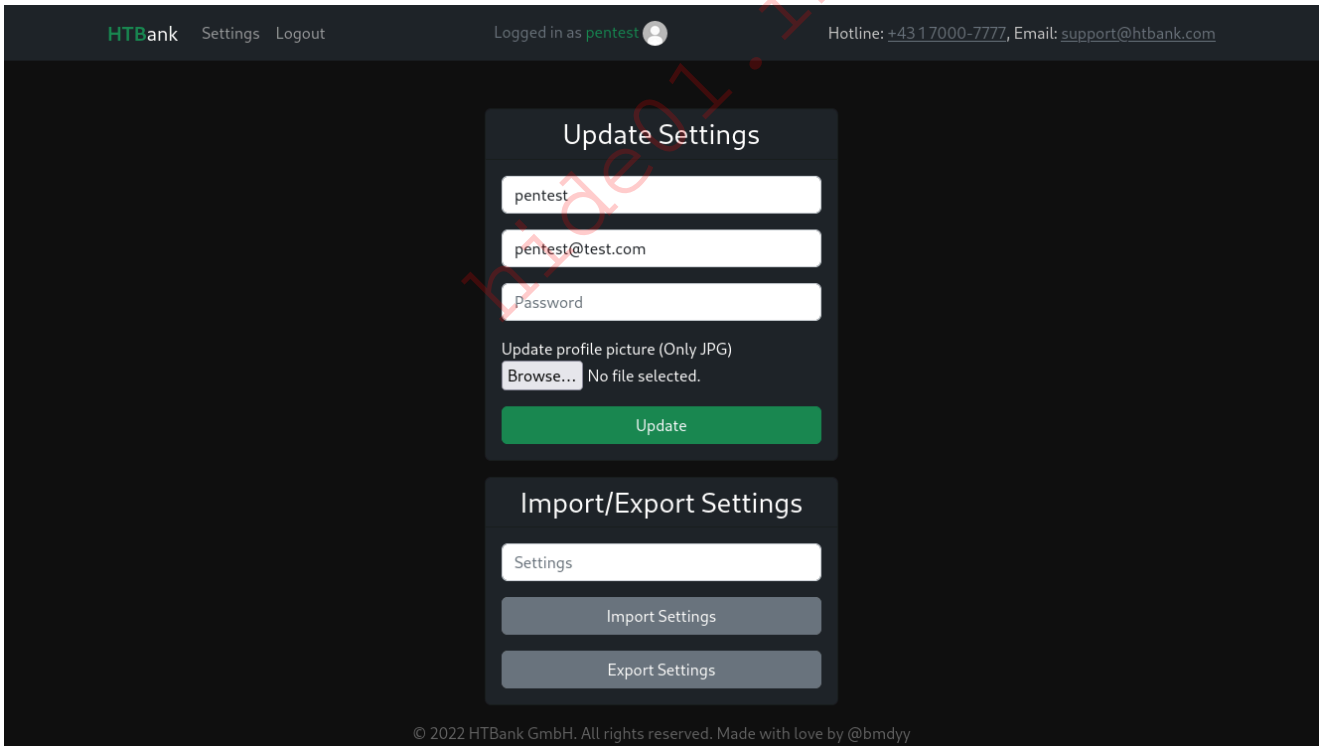 HTBank Settings Logout Logged in as pentest Hotline: +43 1 7000-7777, Email: support@htbank.com
Update Settings
pentest
pentest@test.com
Password
Update profile picture (Only JPG)
Browse... No file selected.
Update
Import/Export Settings
Settings
Import Settings
Export Settings
© 2022 HTBank GmbH. All rights reserved. Made with love by @bmdyy
hide01.i